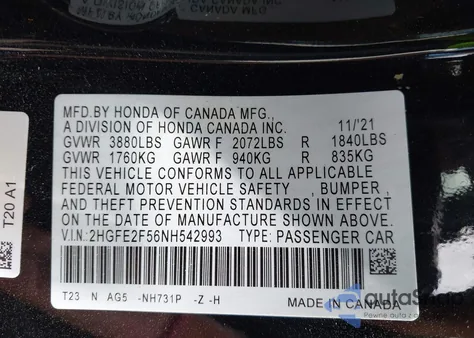 MFD.BY HONDA OF CANADA MFG.,
A DIVISION OF HONDA CANADA INC. 11/'21
GVWR 3880LBS GAWR F 2072LBS R 1840LBS
GVWR 1760KG GAWR F 940KG R 835KG
THIS VEHICLE CONFORMS TO ALL APPLICABLE
FEDERAL MOTOR VEHICLE SAFETY , BUMPER ,
AND THEFT PREVENTION STANDARDS IN EFFECT
ON THE DATE OF MANUFACTURE SHOWN ABOVE.
V.I.N: 2HGFE2F56NH542993 TYPE: PASSENGER CAR
T23 N AG5 -NH731P -Z -H MADE IN CANADA
T20 A1